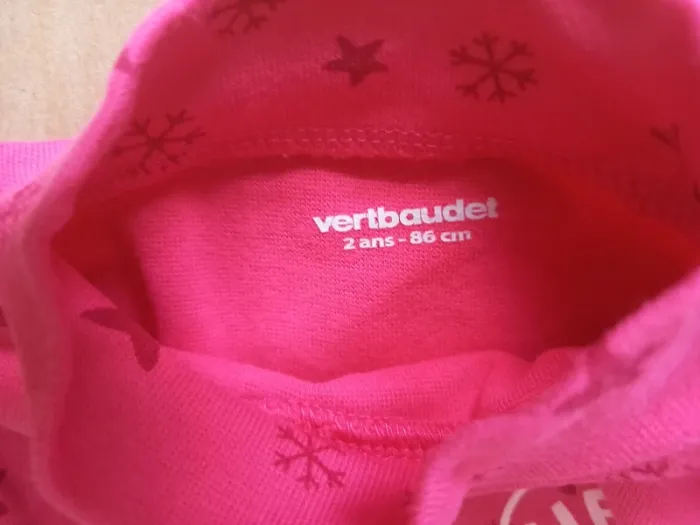 vertbaudet
2 ans - 86 cm